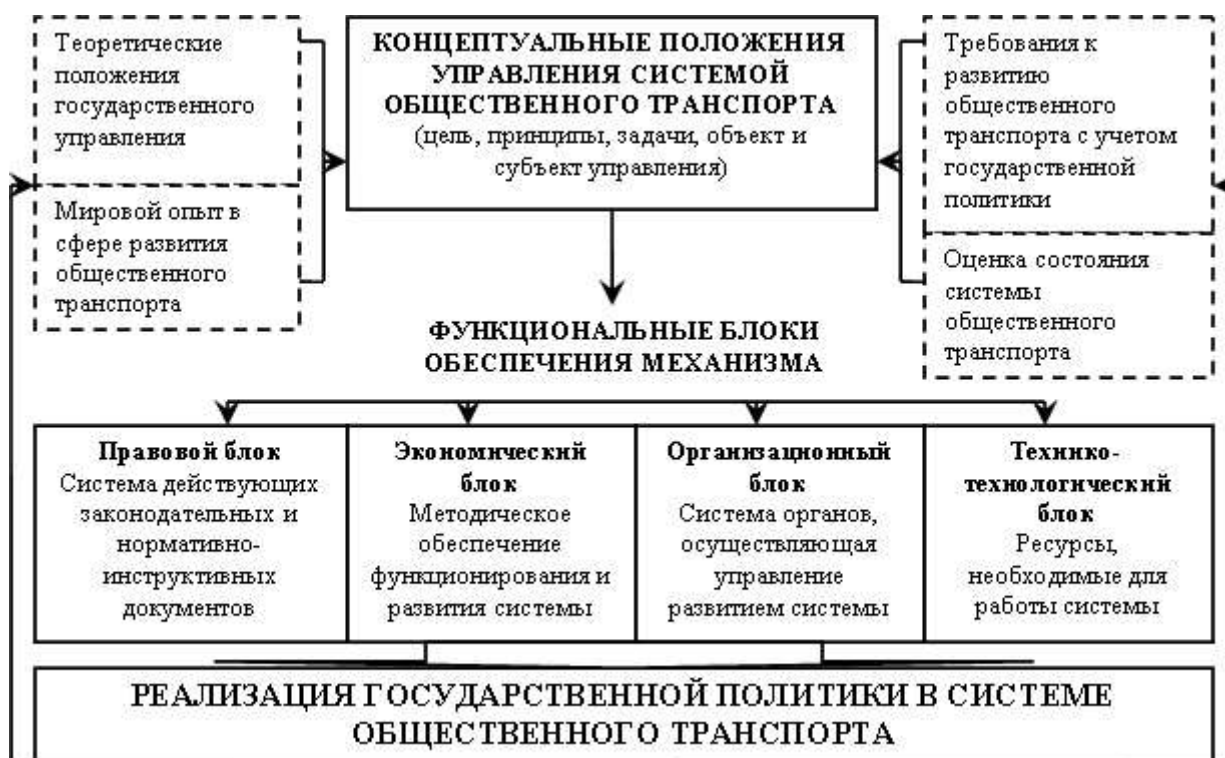 Теоретические
положения
государственного
управления
Мировой опыт в
сфере развития
общественного
транспорта
КОНЦЕПТУАЛЬНЫЕ ПОЛОЖЕНИЯ
УПРАВЛЕНИЯ СИСТЕМОЙ
ОБЩЕСТВЕННОГО ТРАНСПОРТА
(цель, принципы, задачи, объект и
субъект управления)
Требования к
развитию
общественного
транспорта с учетом
государственной
политики
Оценка состояния
системы
общественного
транспорта
ФУНКЦИОНАЛЬНЫЕ БЛОКИ
ОБЕСПЕЧЕНИЯ МЕХАНИЗМА
Правовой блок
Система действующих
законодательных и
нормативно-
инструктивных
документов
Экономический
блок
Методическое
обеспечение
функционирования и
развития системы
Организационный
блок
Система органов,
осуществляющая
управление
развитием системы
Технико-
технологический
блок
Ресурсы,
необходимые для
работы системы
РЕАЛИЗАЦИЯ ГОСУДАРСТВЕННОЙ ПОЛИТИКИ В СИСТЕМЕ
ОБЩЕСТВЕННОГО ТРАНСПОРТА